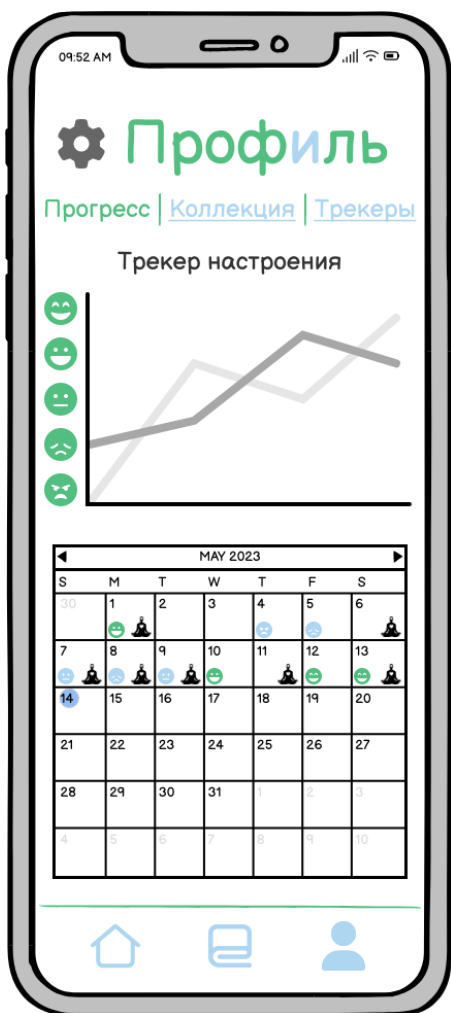 09:52 AM
Профиль
Прогресс | Коллекция | Трекеры
Трекер настроения
MAY 2023
S M T W T F S
30 1 2 3 4 5 6
7 8 9 10 11 12 13
14 15 16 17 18 19 20
21 22 23 24 25 26 27
28 29 30 31 1 2 3
4 5 6 7 8 9 10